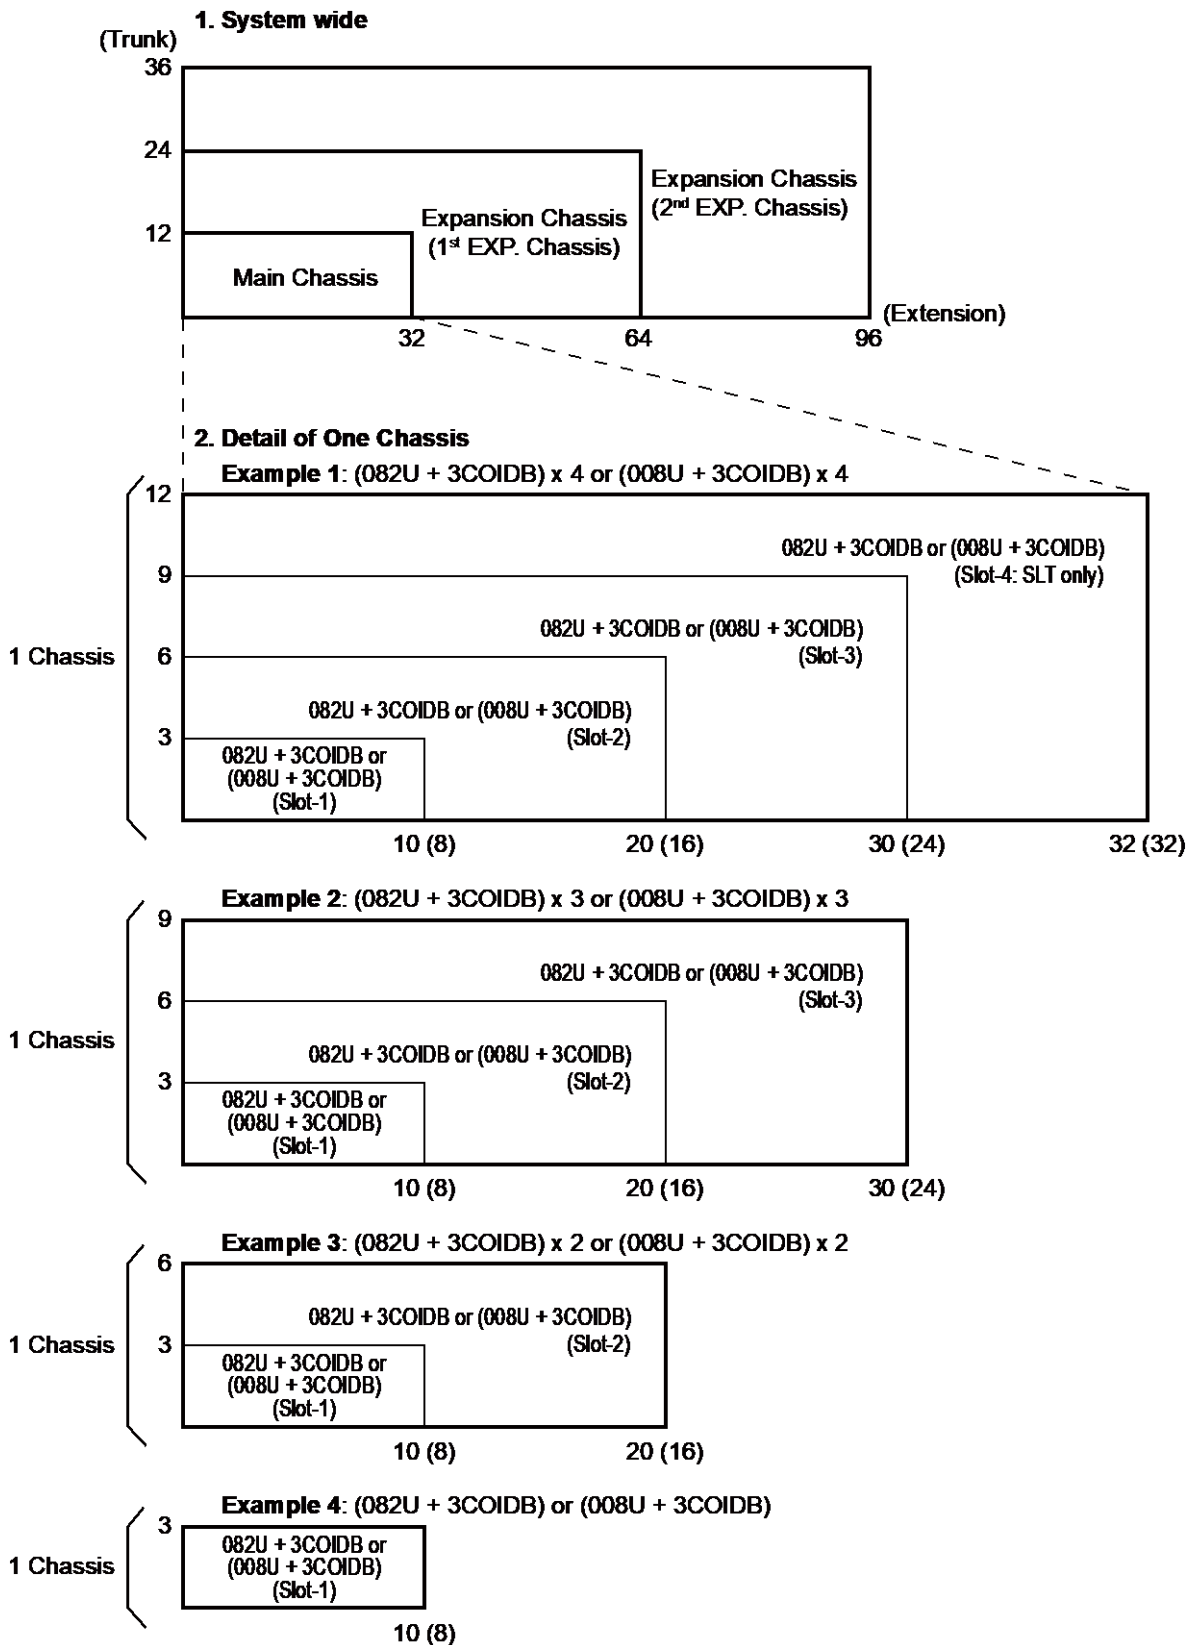 1. System wide
(Trunk)
36
24
12
Expansion Chassis
(2nd EXP. Chassis)
Expansion Chassis
(1st EXP. Chassis)
Main Chassis
(Extension)
32
64
96
2. Detail of One Chassis
Example 1: (082U + 3COIDB) x 4 or (008U + 3COIDB) x 4
12
082U + 3COIDB or (008U + 3COIDB)
(Slot-4: SLT only)
9
082U + 3COIDB or (008U + 3COIDB)
(Slot-3)
1 Chassis
6
082U + 3COIDB or (008U + 3COIDB)
(Slot-2)
3
082U + 3COIDB or
(008U + 3COIDB)
(Slot-1)
10 (8)
20 (16)
30 (24)
32 (32)
Example 2: (082U + 3COIDB) x 3 or (008U + 3COIDB) x 3
9
082U + 3COIDB or (008U + 3COIDB)
(Slot-3)
6
1 Chassis
082U + 3COIDB or (008U + 3COIDB)
(Slot-2)
3
082U + 3COIDB or
(008U + 3COIDB)
(Slot-1)
10 (8)
20 (16)
30 (24)
Example 3: (082U + 3COIDB) x 2 or (008U + 3COIDB) x 2
6
082U + 3COIDB or (008U + 3COIDB)
(Slot-2)
1 Chassis
3
082U + 3COIDB or
(008U + 3COIDB)
(Slot-1)
10 (8)
20 (16)
Example 4: (082U + 3COIDB) or (008U + 3COIDB)
3
1 Chassis
082U + 3COIDB or
(008U + 3COIDB)
(Slot-1)
10 (8)